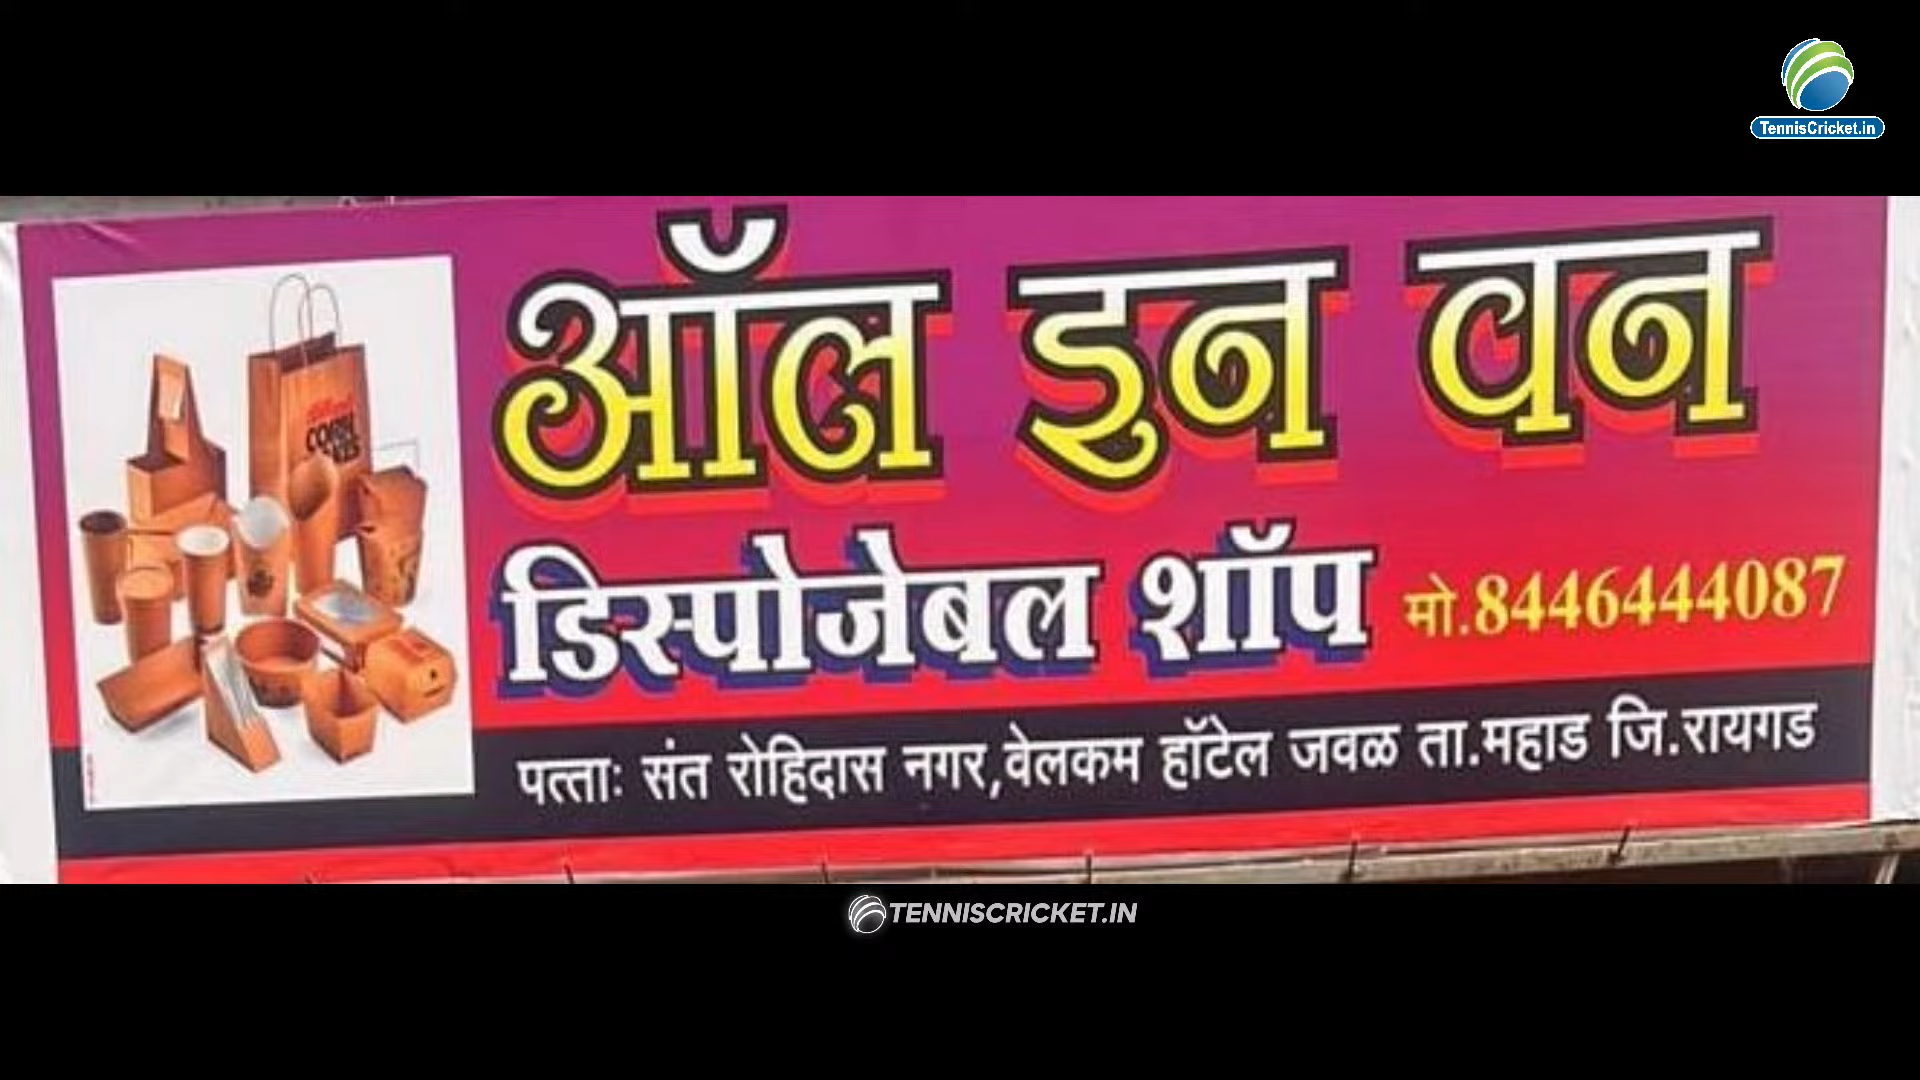 TennisCricket.in
ऑल इन वन
डिस्पोजेबल शॉप मो.8446444087
पत्ताः संत रोहिदास नगर,वेलकम हॉटेल जवळ ता.महाड जि.रायगड
TENNISCRICKET.IN